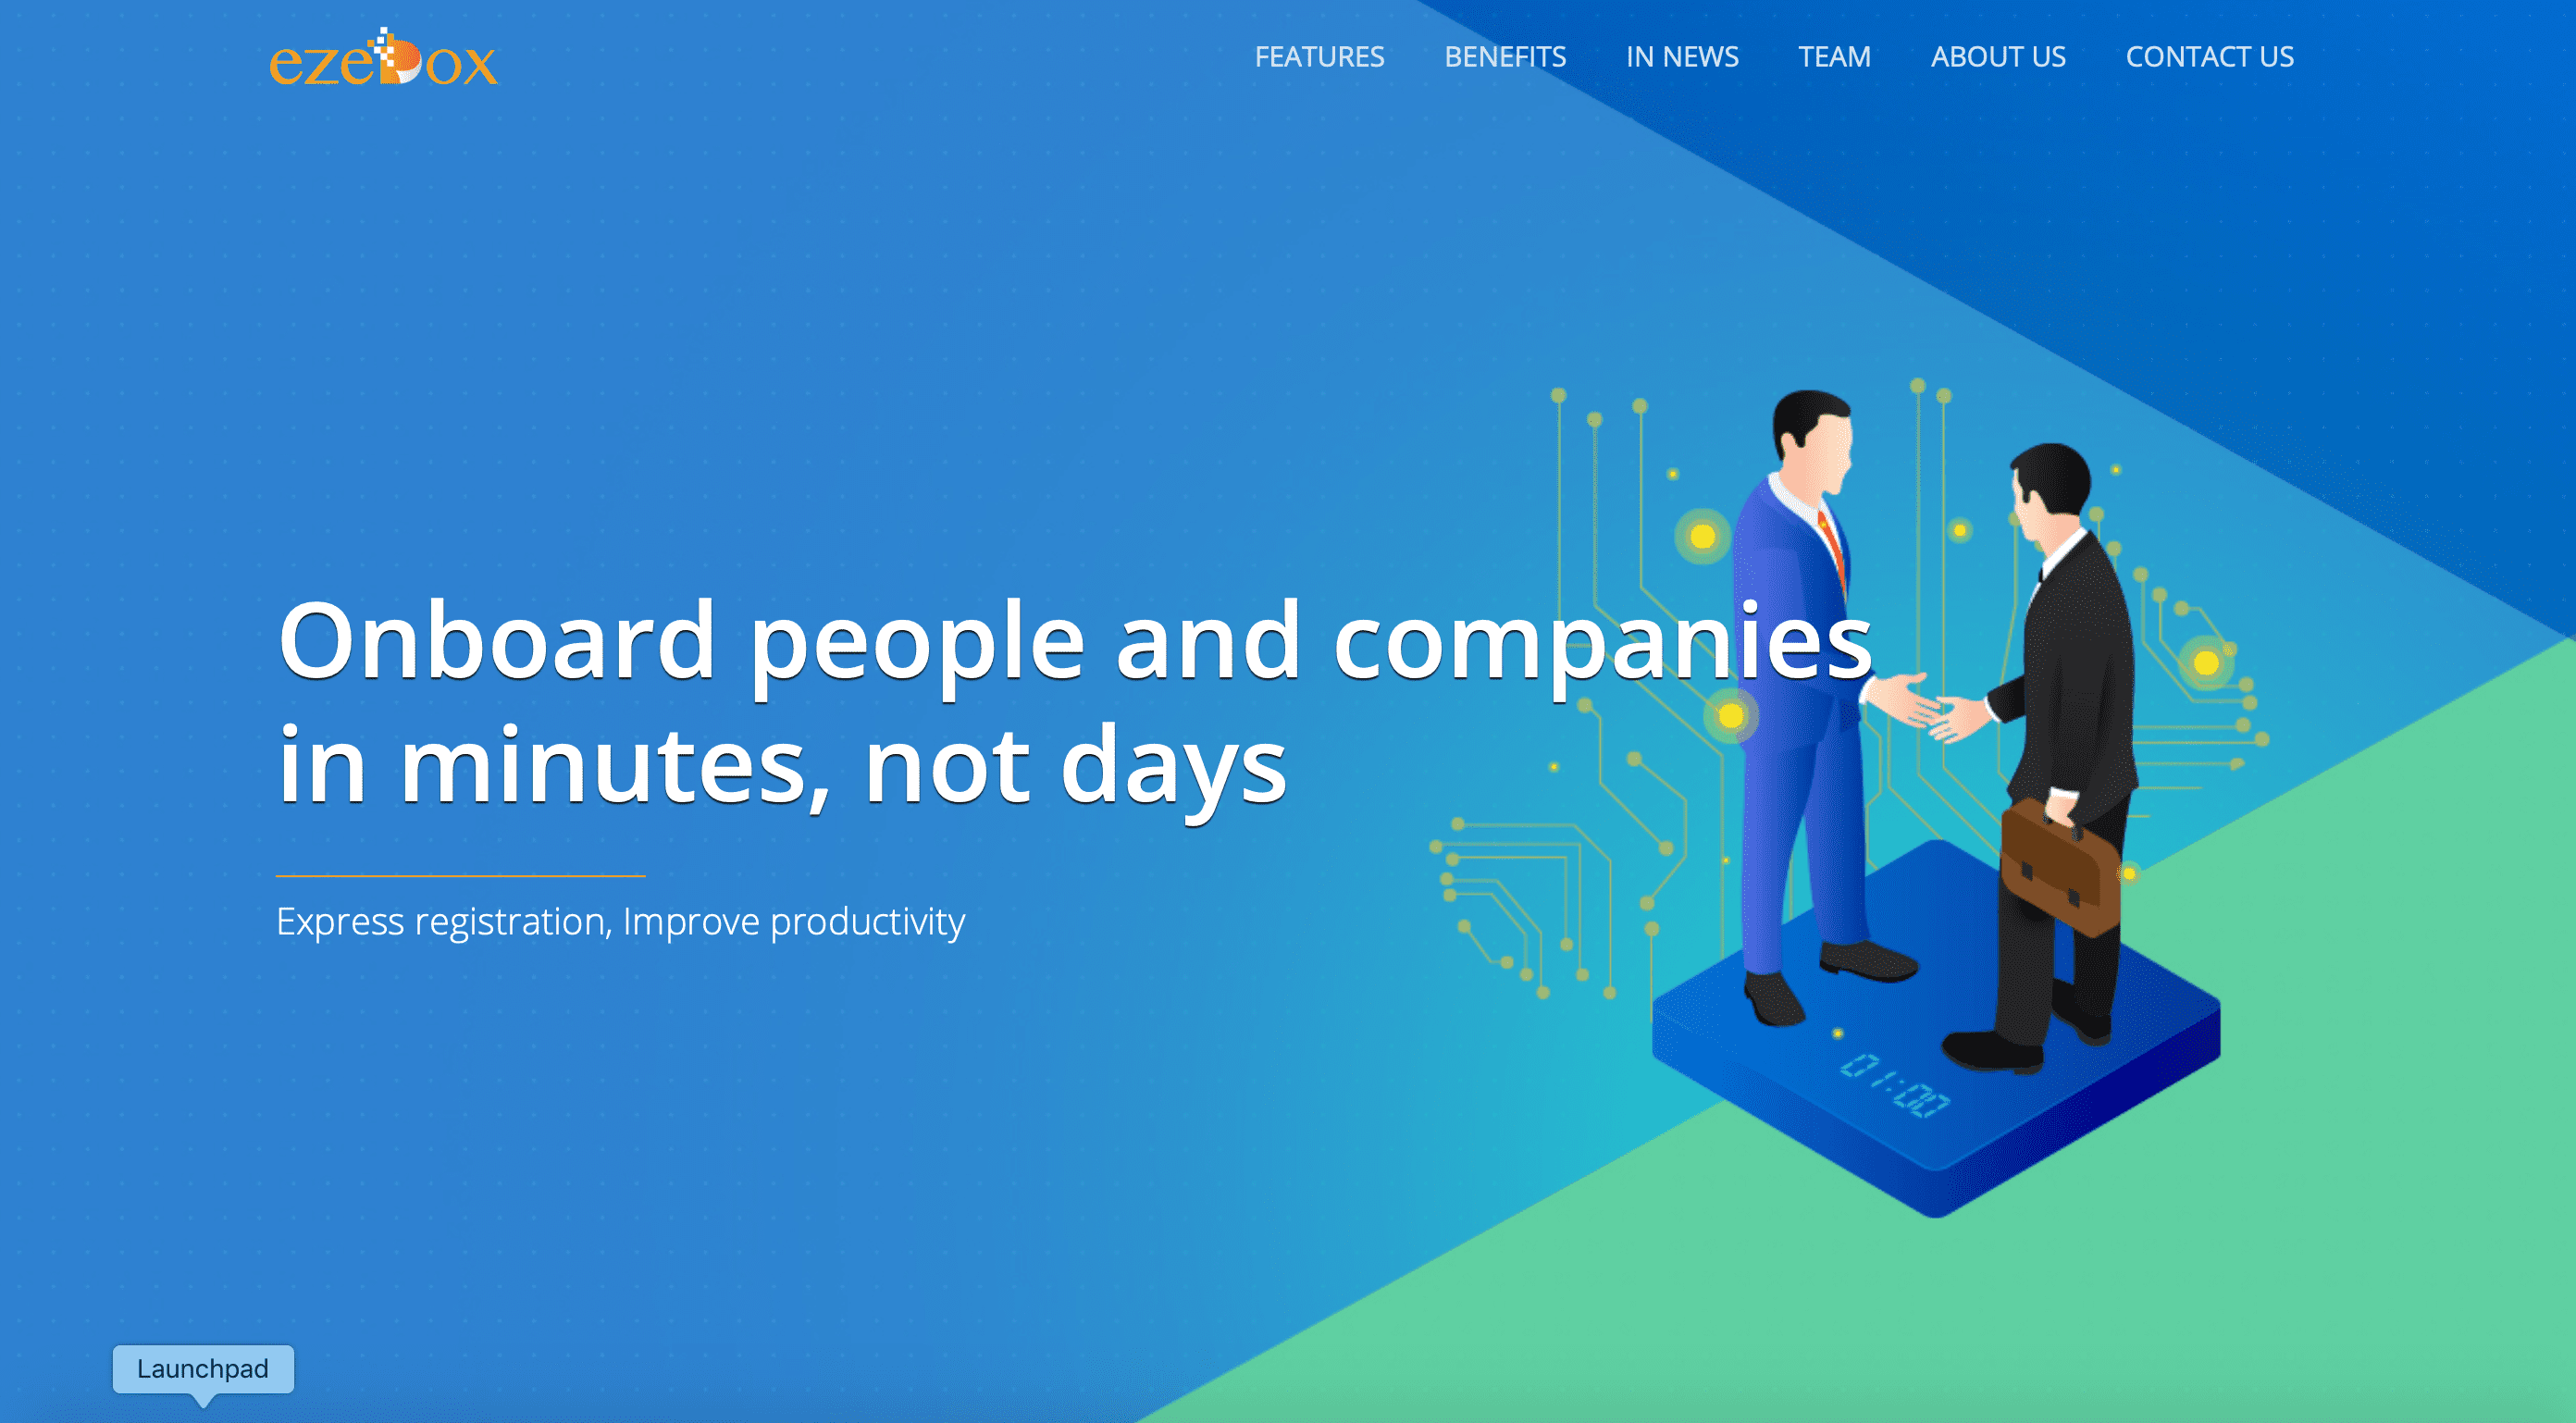 ezebox
FEATURES BENEFITS IN NEWS TEAM ABOUT US CONTACT US
Onboard people and companies
in minutes, not days
Express registration, Improve productivity
01:00
Launchpad